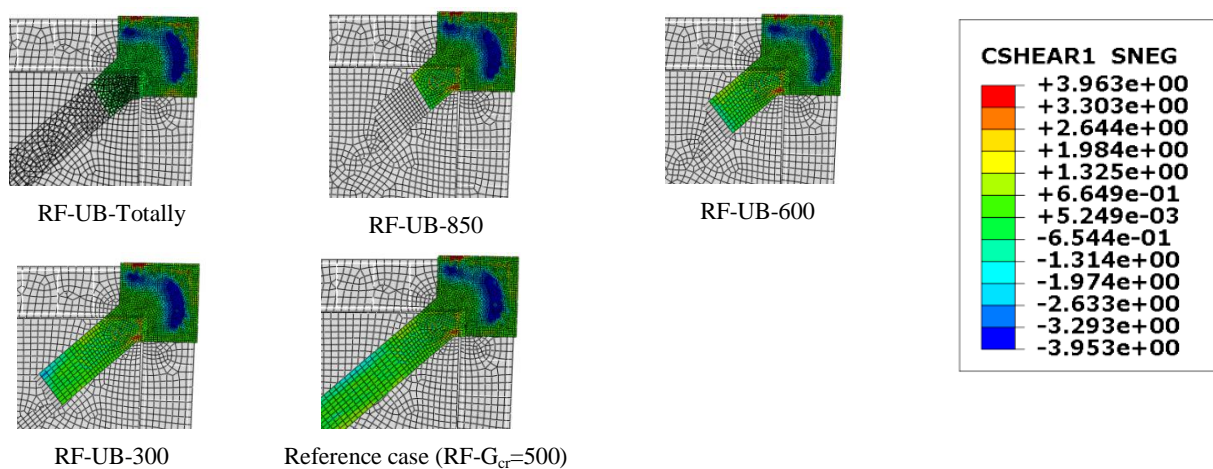 RF-UB-Totally
RF-UB-850
RF-UB-600
CSHEAR1 SNEG
+3.963e+00
+3.303e+00
+2.644e+00
+1.984e+00
+1.325e+00
+6.649e-01
+5.249e-03
-6.544e-01
-1.314e+00
-1.974e+00
-2.633e+00
-3.293e+00
-3.953e+00
RF-UB-300
Reference case (RF-Gcr=500)